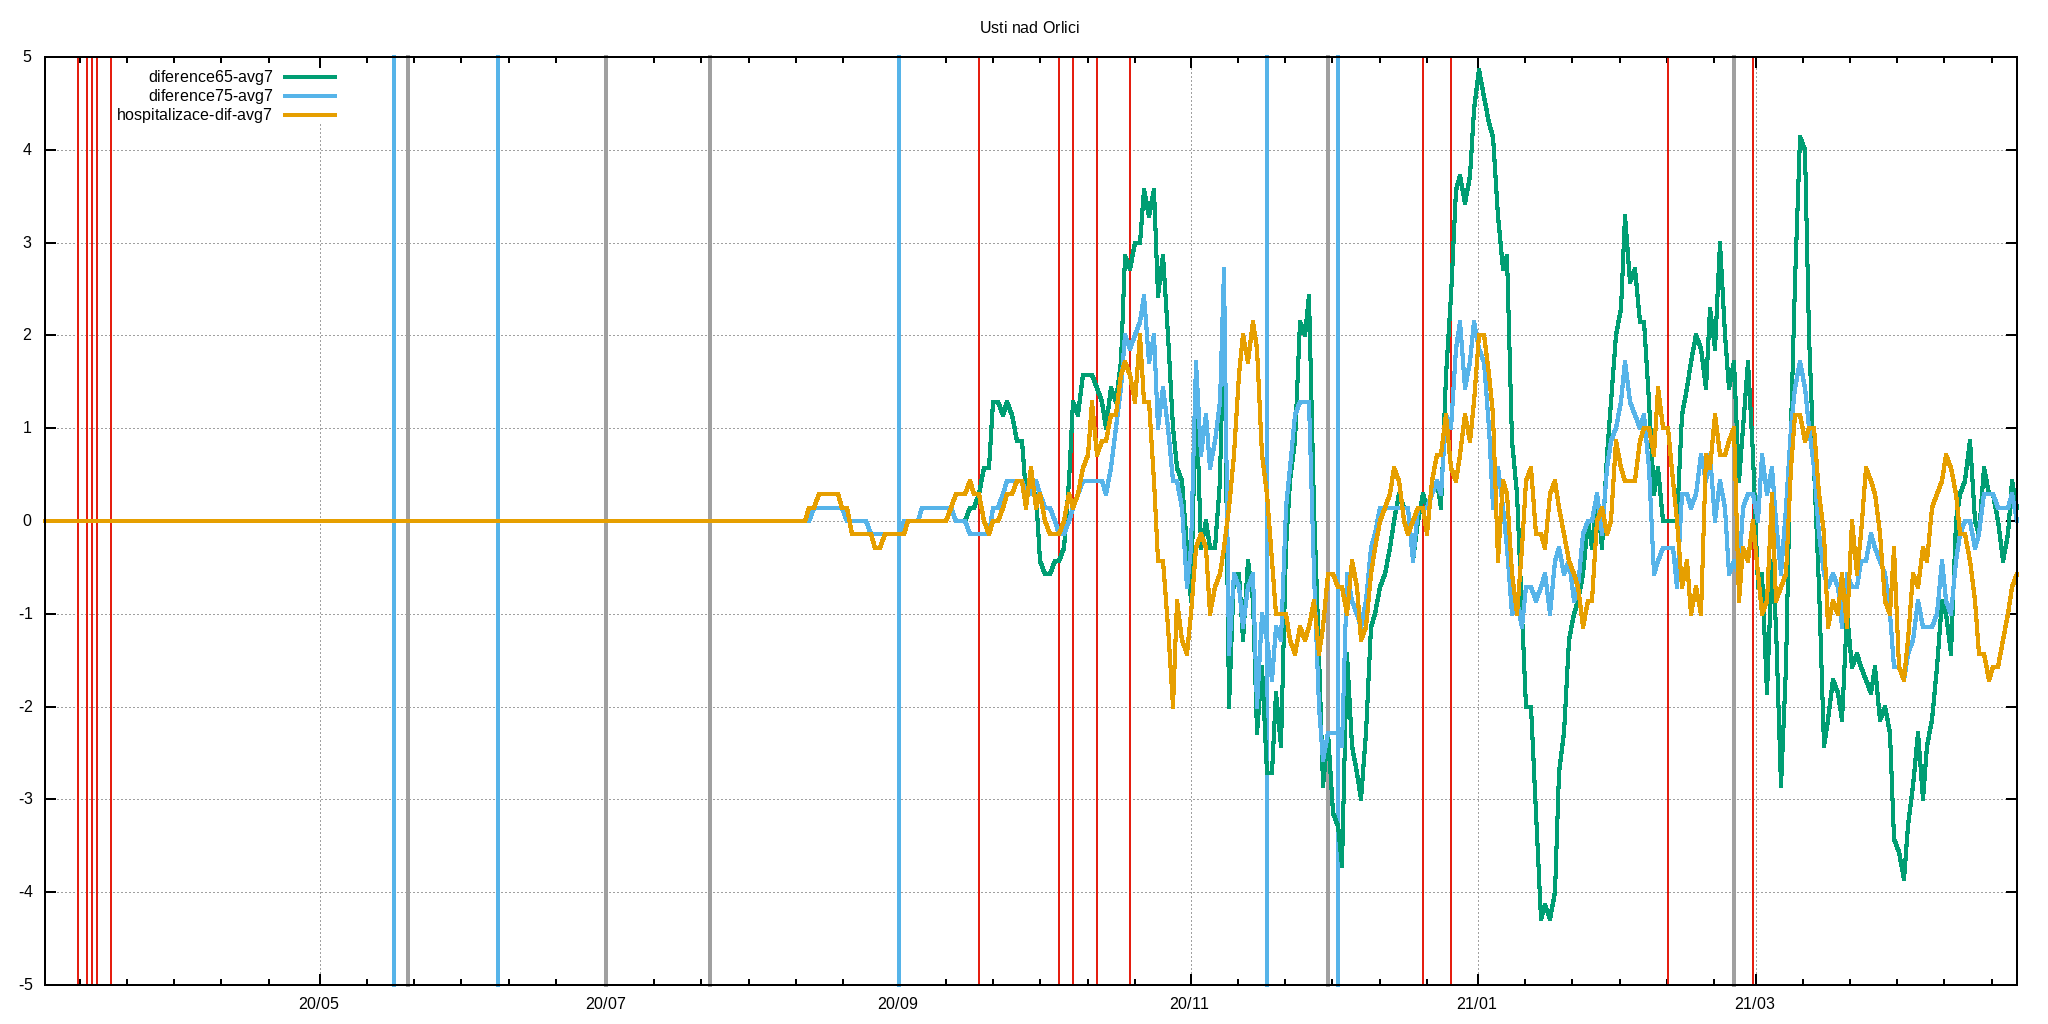 Usti nad Orlici
diference65-avg7
diference75-avg7
hospitalizace-dif-avg7
5
4
3
2
1
0
-1
-2
-3
-4
-5
20/05 20/07 20/09 20/11 21/01 21/03